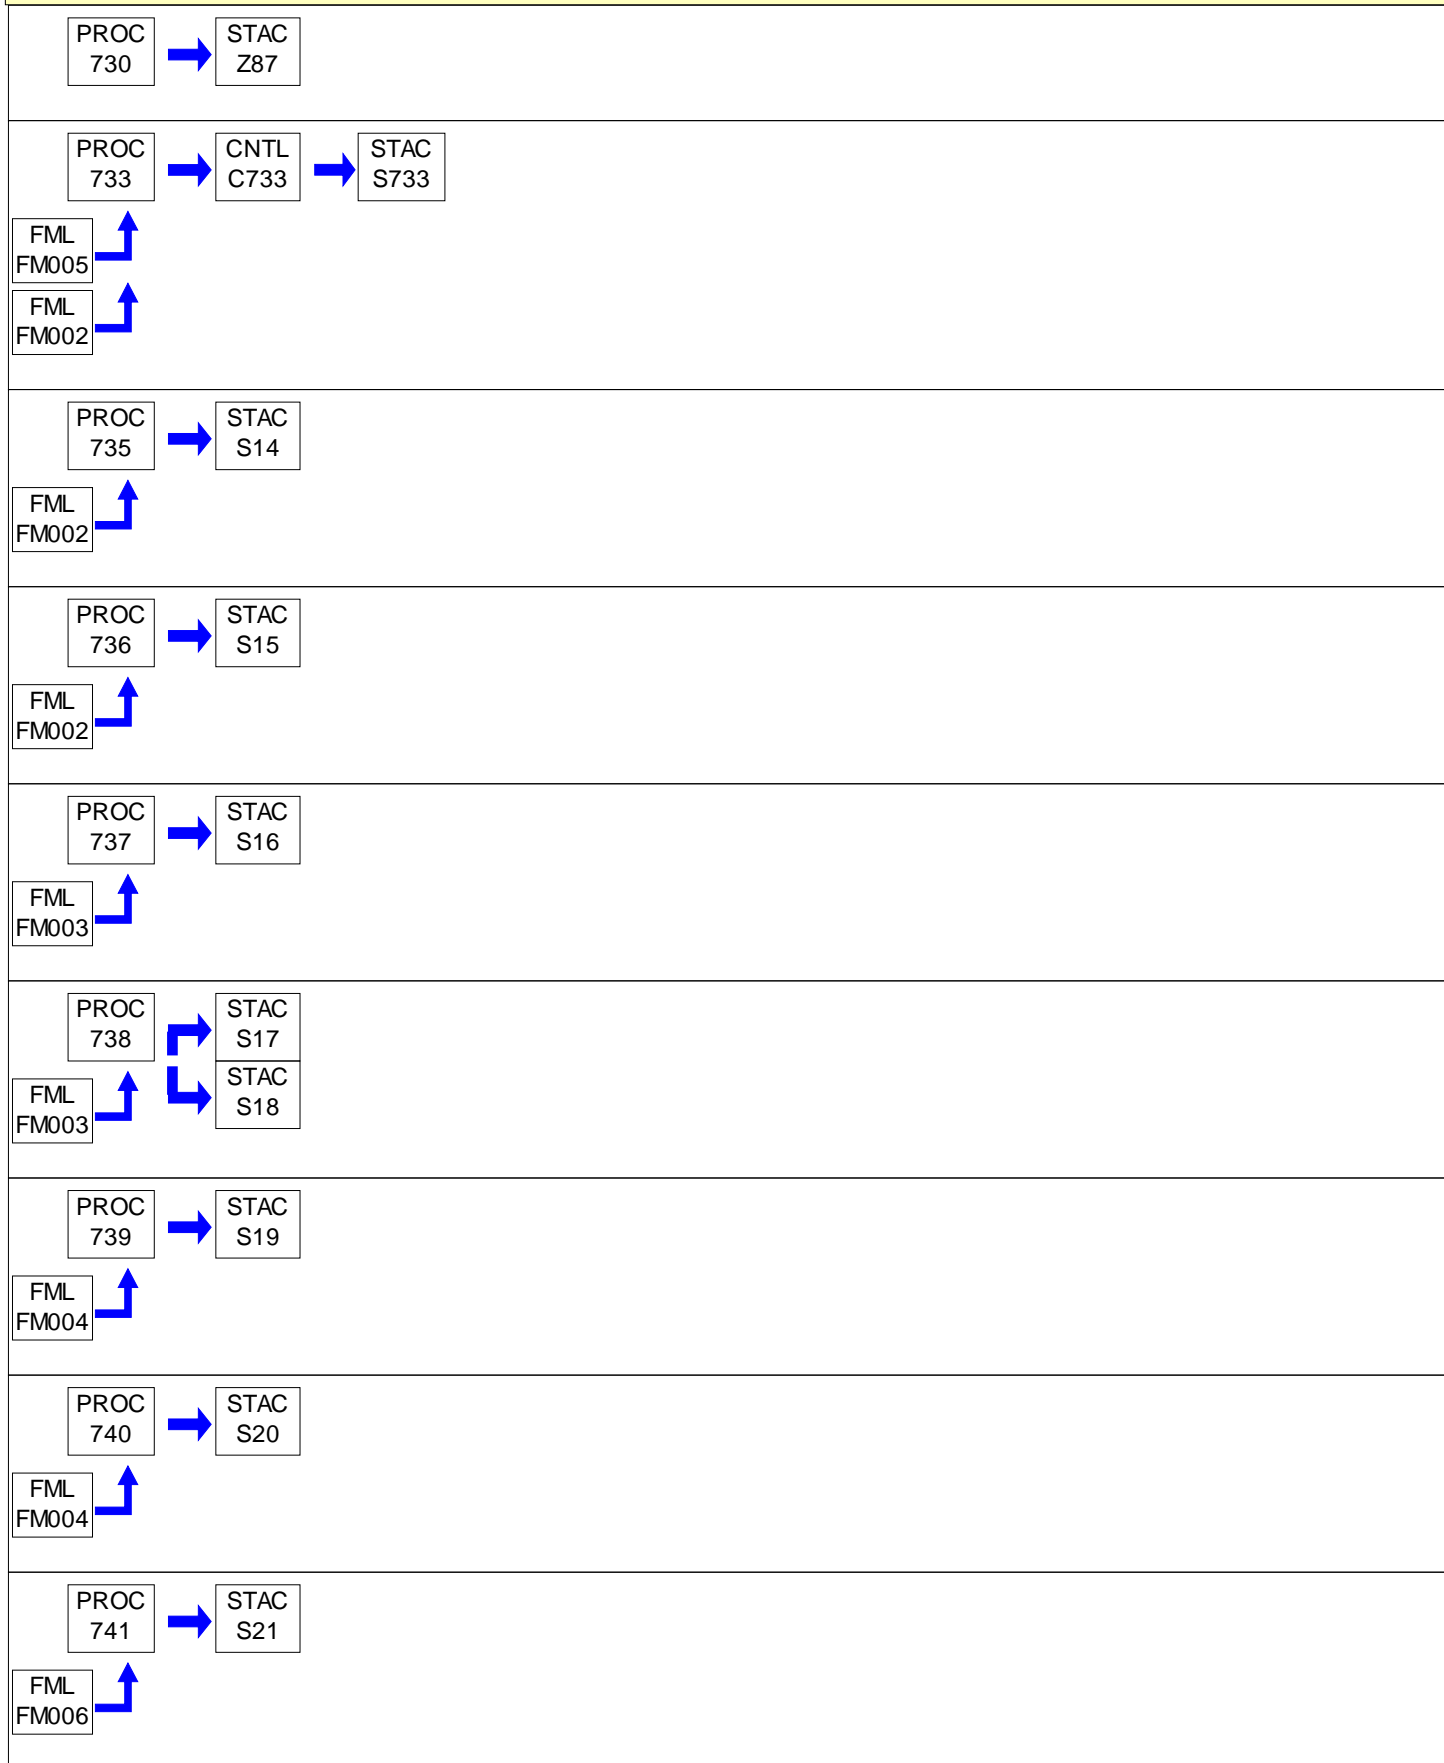 PROC
730
STAC
Z87
PROC
733
CNTL
C733
STAC
S733
FML
FM005
FML
FM002
PROC
735
STAC
S14
FML
FM002
PROC
736
STAC
S15
FML
FM002
PROC
737
STAC
S16
FML
FM003
PROC
738
STAC
S17
STAC
S18
FML
FM003
PROC
739
STAC
S19
FML
FM004
PROC
740
STAC
S20
FML
FM004
PROC
741
STAC
S21
FML
FM006